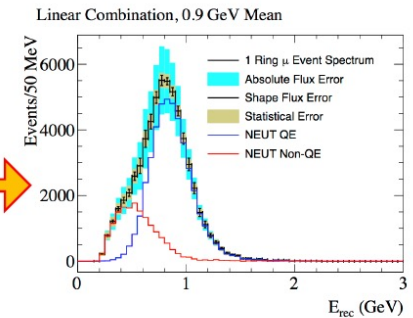 Linear Combination, 0.9 GeV Mean
Events/50 MeV
6000
4000
2000
0
1 Ring μ Event Spectrum
Absolute Flux Error
Shape Flux Error
Statistical Error
NEUT QE
NEUT Non-QE
0 1 2 3
E_rec (GeV)